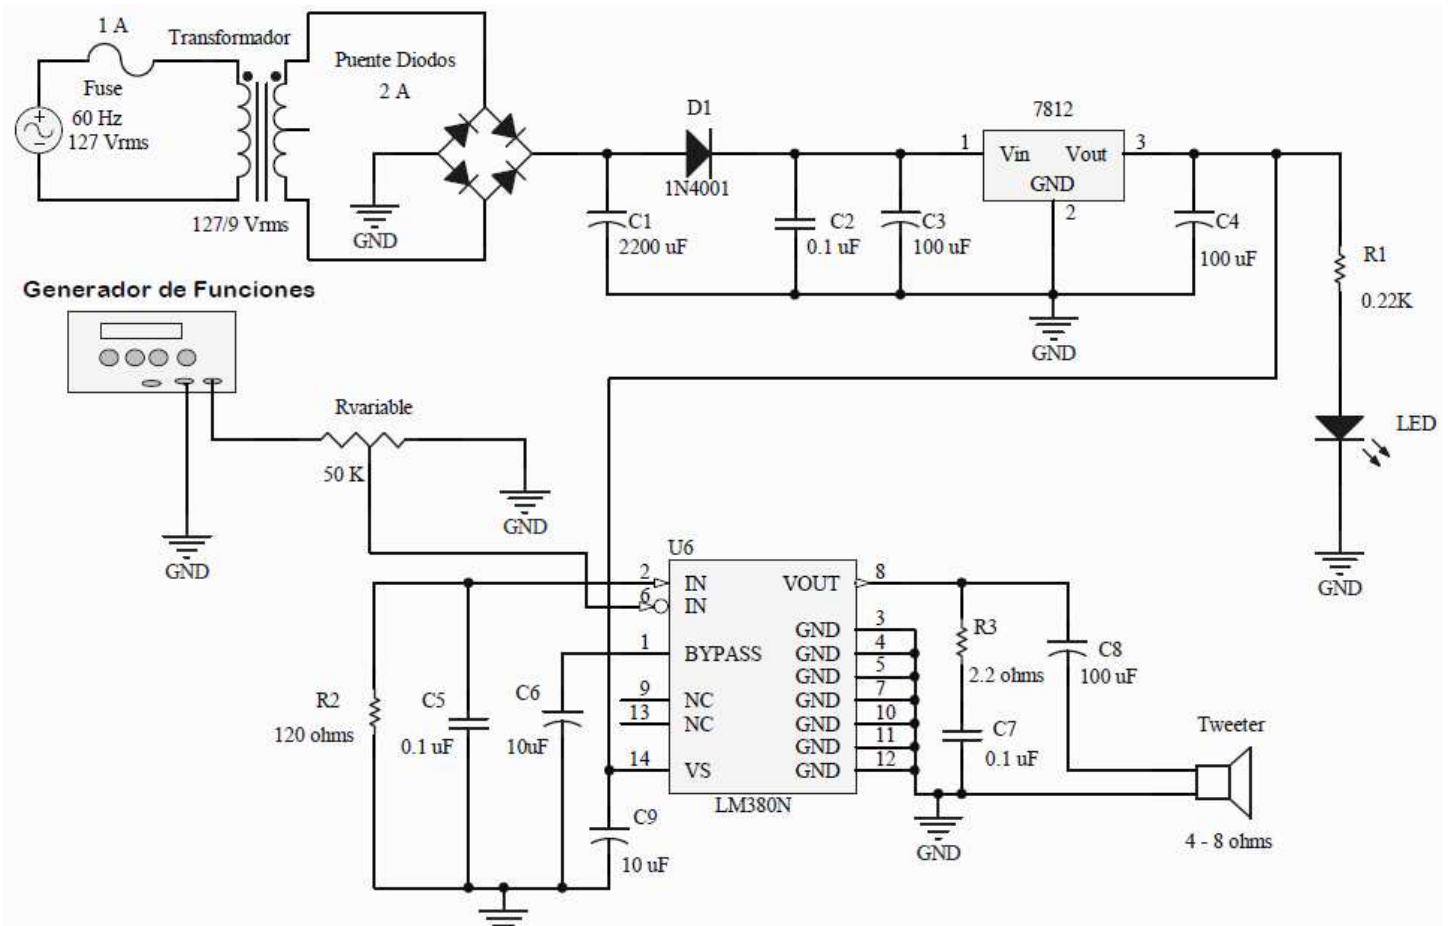 1 A
Transformador
Fuse
60 Hz
127 Vrms
+
−
127/9 Vrms
Puente Diodos
2 A
GND
D1
1N4001
C1
2200 uF
C2
0.1 uF
C3
100 uF
7812
1
Vin
Vout
3
GND
2
C4
100 uF
GND
R1
0.22K
LED
GND
Generador de Funciones
GND
Rvariable
50 K
GND
U6
2
IN
6
IN
1
BYPASS
9
NC
13
NC
14
VS
VOUT
8
GND
3
GND
4
GND
5
GND
7
GND
10
GND
11
GND
12
LM380N
R2
120 ohms
C5
0.1 uF
C6
10uF
C9
10 uF
R3
2.2 ohms
C7
0.1 uF
C8
100 uF
GND
Tweeter
4 - 8 ohms